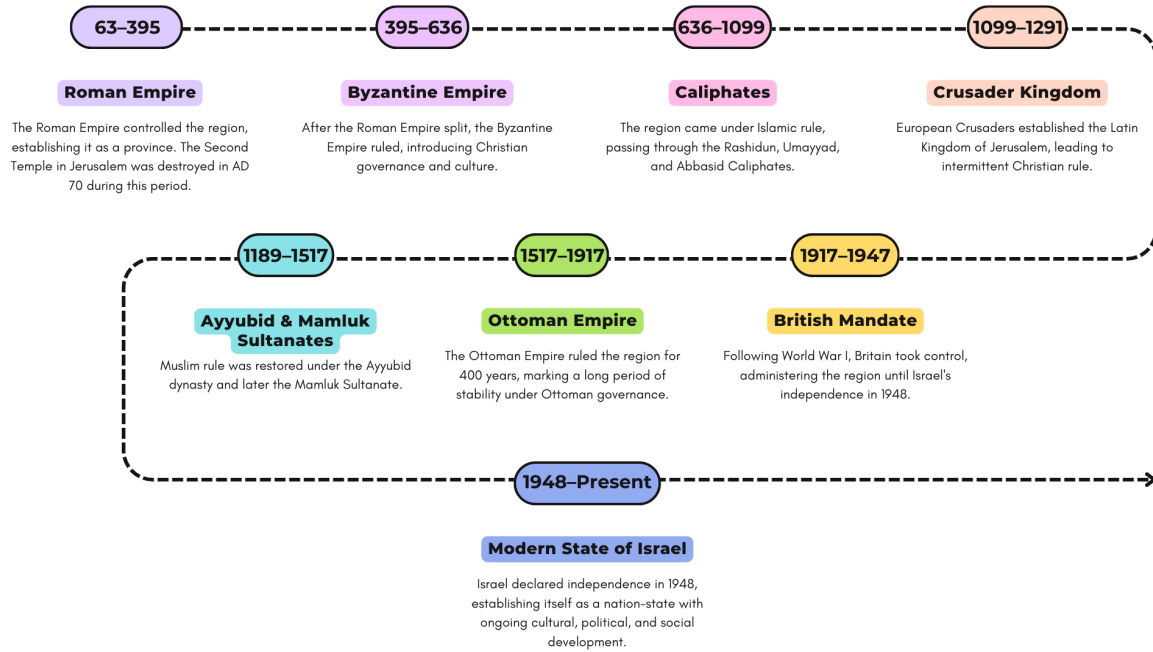 63–395
395–636
636–1099
1099–1291
Roman Empire
The Roman Empire controlled the region,
establishing it as a province. The Second
Temple in Jerusalem was destroyed in AD
70 during this period.
Byzantine Empire
After the Roman Empire split, the Byzantine
Empire ruled, introducing Christian
governance and culture.
Caliphates
The region came under Islamic rule,
passing through the Rashidun, Umayyad,
and Abbasid Caliphates.
Crusader Kingdom
European Crusaders established the Latin
Kingdom of Jerusalem, leading to
intermittent Christian rule.
1189–1517
1517–1917
1917–1947
Ayyubid & Mamluk
Sultanates
Muslim rule was restored under the Ayyubid
dynasty and later the Mamluk Sultanate.
Ottoman Empire
The Ottoman Empire ruled the region for
400 years, marking a long period of
stability under Ottoman governance.
British Mandate
Following World War I, Britain took control,
administering the region until Israel's
independence in 1948.
1948–Present
Modern State of Israel
Israel declared independence in 1948,
establishing itself as a nation-state with
ongoing cultural, political, and social
development.